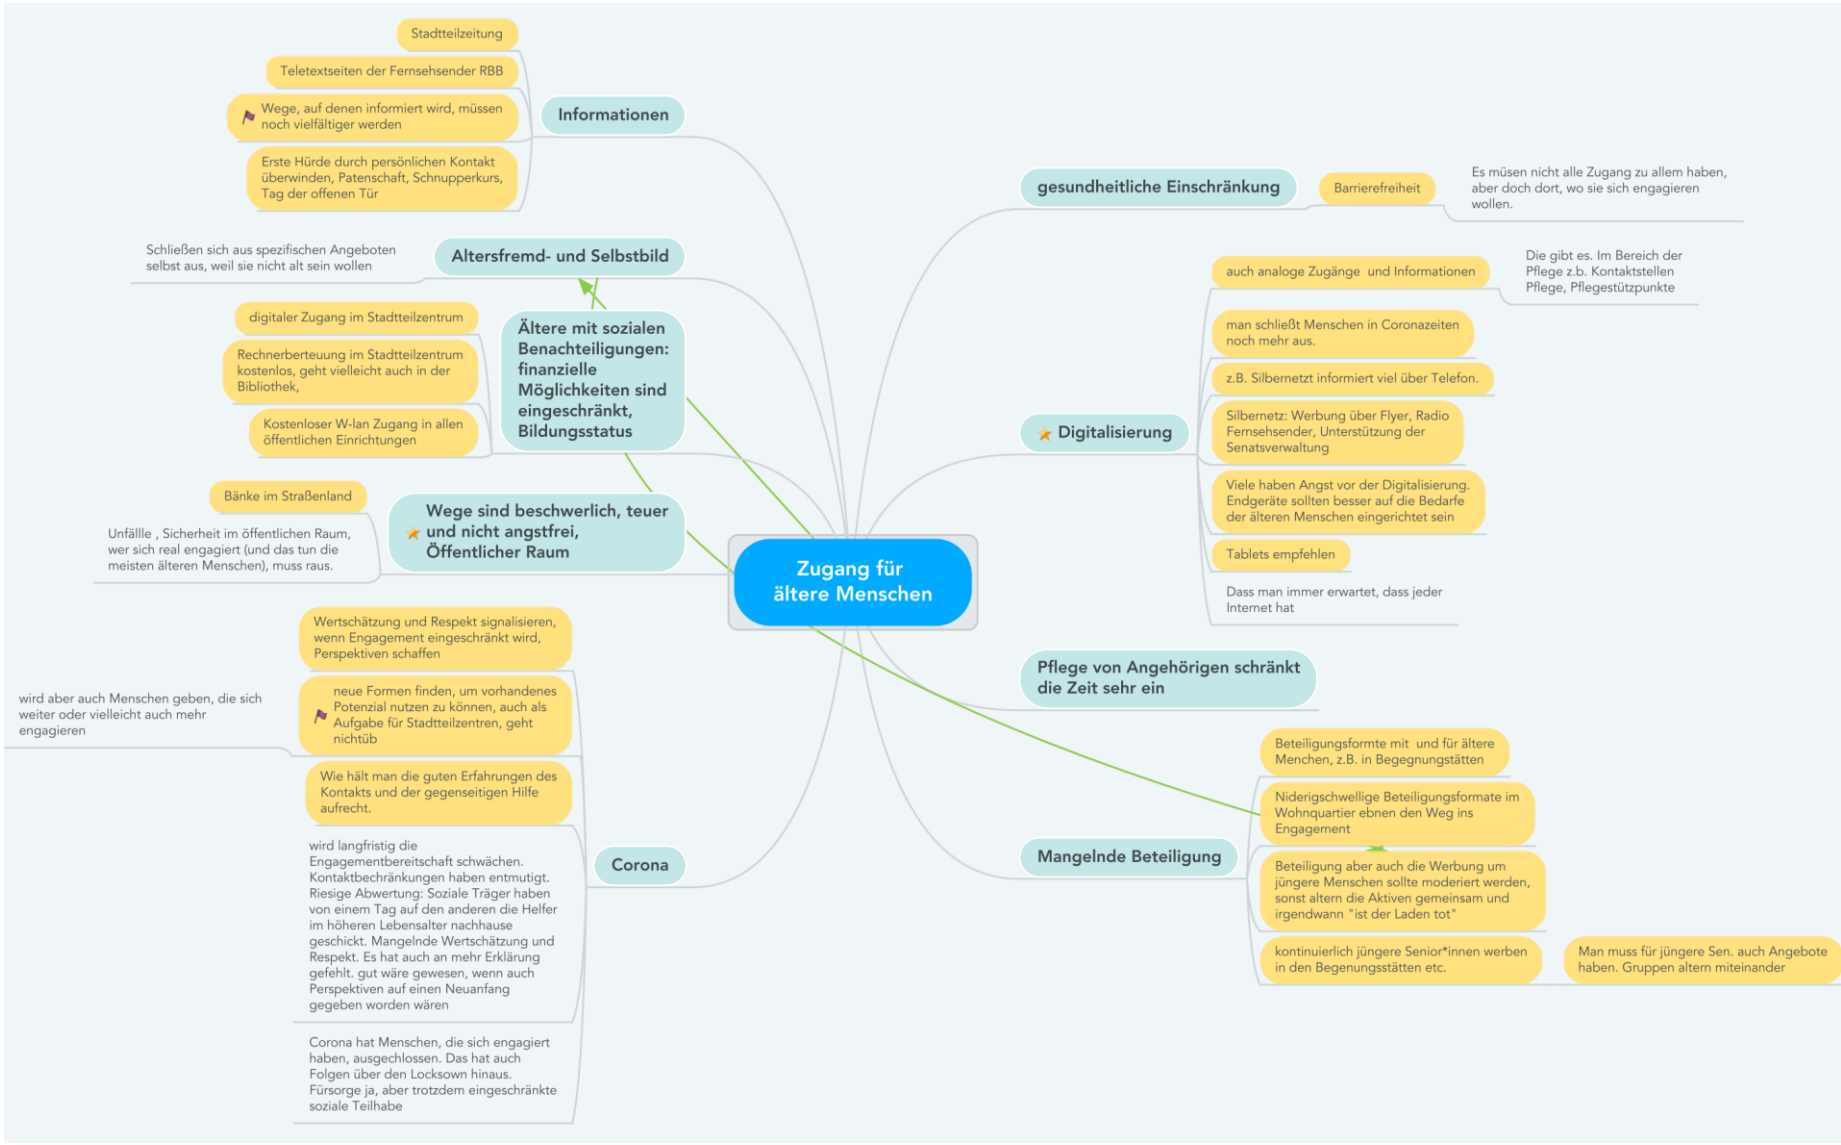 Stadtteilzeitung
Teletextseiten der Fernsehsender RBB
Wege, auf denen informiert wird, müssen
noch vielfältiger werden
Erste Hürde durch persönlichen Kontakt
überwinden, Patenschaft, Schnupperkurs,
Tag der offenen Tür
Informationen
Schließen sich aus spezifischen Angeboten
selbst aus, weil sie nicht alt sein wollen
Altersfremd- und Selbstbild
digitaler Zugang im Stadtteilzentrum
Rechnerberteuung im Stadtteilzentrum
kostenlos, geht vielleicht auch in der
Bibliothek,
Kostenloser W-lan Zugang in allen
öffentlichen Einrichtungen
Ältere mit sozialen
Benachteiligungen:
finanzielle
Möglichkeiten sind
eingeschränkt,
Bildungsstatus
Bänke im Straßenland
Unfällle , Sicherheit im öffentlichen Raum,
wer sich real engagiert (und das tun die
meisten älteren Menschen), muss raus.
Wege sind beschwerlich, teuer
und nicht angstfrei,
Öffentlicher Raum
Zugang für
ältere Menschen
Wertschätzung und Respekt signalisieren,
wenn Engagement eingeschränkt wird,
Perspektiven schaffen
neue Formen finden, um vorhandenes
Potenzial nutzen zu können, auch als
Aufgabe für Stadtteilzentren, geht
nichtüb
wird aber auch Menschen geben, die sich
weiter oder vielleicht auch mehr
engagieren
Wie hält man die guten Erfahrungen des
Kontakts und der gegenseitigen Hilfe
aufrecht.
wird langfristig die
Engagementbereitschaft schwächen.
Kontaktbechränkungen haben entmutigt.
Riesige Abwertung: Soziale Träger haben
von einem Tag auf den anderen die Helfer
im höheren Lebensalter nachhause
geschickt. Mangelnde Wertschätzung und
Respekt. Es hat auch an mehr Erklärung
gefehlt. gut wäre gewesen, wenn auch
Perspektiven auf einen Neuanfang
gegeben worden wären
Corona hat Menschen, die sich engagiert
haben, ausgechlossen. Das hat auch
Folgen über den Locksown hinaus.
Fürsorge ja, aber trotzdem eingeschränkte
soziale Teilhabe
Corona
gesundheitliche Einschränkung
Barrierefreiheit
Es müsen nicht alle Zugang zu allem haben,
aber doch dort, wo sie sich engagieren
wollen.
Digitalisierung
auch analoge Zugänge  und Informationen
Die gibt es. Im Bereich der
Pflege z.b. Kontaktstellen
Pflege, Pflegestützpunkte
man schließt Menschen in Coronazeiten
noch mehr aus.
z.B. Silbernetzt informiert viel über Telefon.
Silbernetz: Werbung über Flyer, Radio
Fernsehsender, Unterstützung der
Senatsverwaltung
Viele haben Angst vor der Digitalisierung.
Endgeräte sollten besser auf die Bedarfe
der älteren Menschen eingerichtet sein
Tablets empfehlen
Dass man immer erwartet, dass jeder
Internet hat
Pflege von Angehörigen schränkt
die Zeit sehr ein
Mangelnde Beteiligung
Beteiligungsformte mit  und für ältere
Menchen, z.B. in Begegnungstätten
Niderigschwellige Beteiligungsformate im
Wohnquartier ebnen den Weg ins
Engagement
Beteiligung aber auch die Werbung um
jüngere Menschen sollte moderiert werden,
sonst altern die Aktiven gemeinsam und
irgendwann "ist der Laden tot"
kontinuierlich jüngere Senior*innen werben
in den Begenungsstätten etc.
Man muss für jüngere Sen. auch Angebote
haben. Gruppen altern miteinander